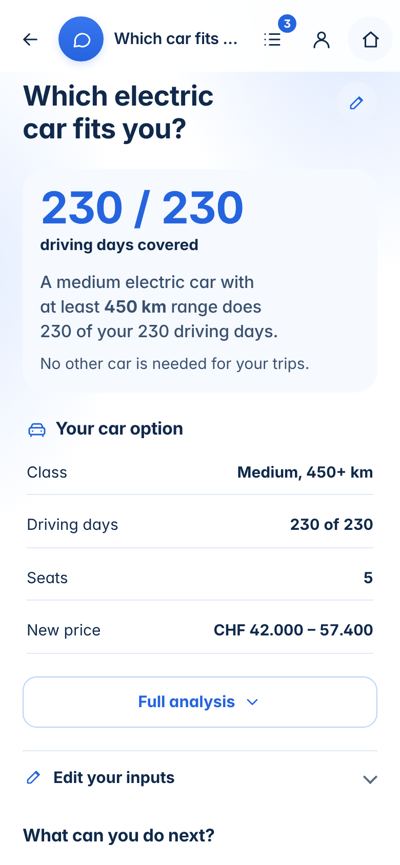 Which car fits ...
3
Which electric
car fits you?
230 / 230
driving days covered
A medium electric car with
at least 450 km range does
230 of your 230 driving days.
No other car is needed for your trips.
Your car option
Class Medium, 450+ km
Driving days 230 of 230
Seats 5
New price CHF 42.000 – 57.400
Full analysis
Edit your inputs
What can you do next?